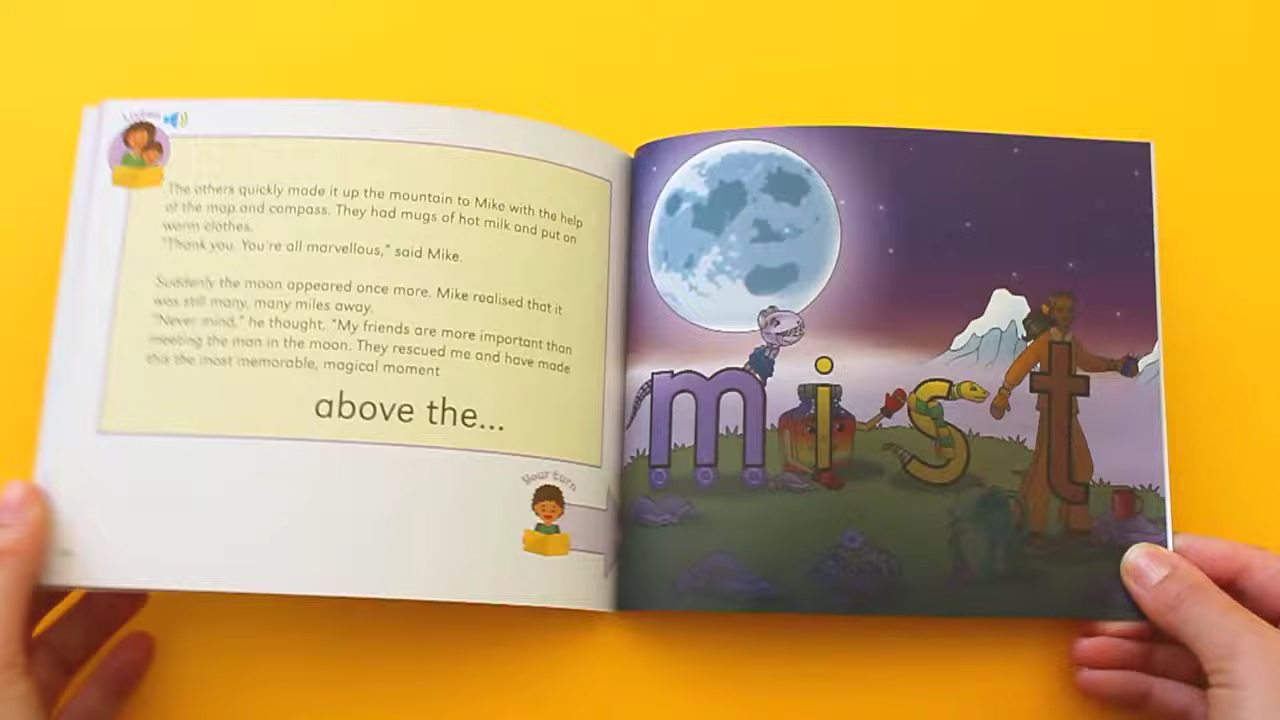 Listen
The others quickly made it up the mountain to Mike with the help
of the map and compass. They had mugs of hot milk and put on
warm clothes.
"Thank you. You're all marvellous," said Mike.
Suddenly the moon appeared once more. Mike realised that it
was still many, many miles away.
"Never mind," he thought. "My friends are more important than
meeting the man in the moon. They rescued me and have made
this the most memorable, magical moment
above the...
Your turn
mist